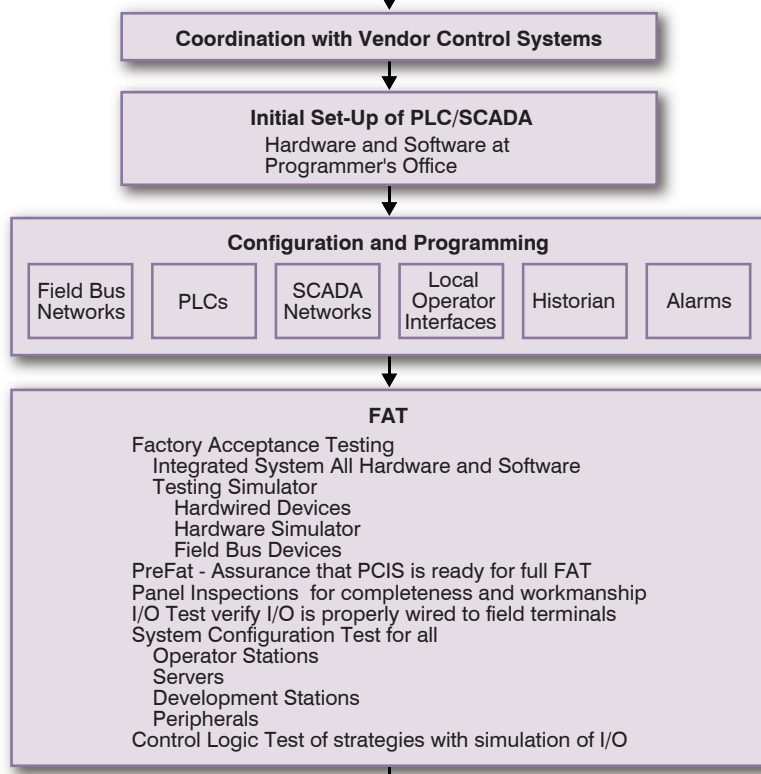 Coordination with Vendor Control Systems
Initial Set-Up of PLC/SCADA
Hardware and Software at
Programmer's Office
Configuration and Programming
Field Bus
Networks
PLCs
SCADA
Networks
Local
Operator
Interfaces
Historian
Alarms
FAT
Factory Acceptance Testing
Integrated System All Hardware and Software
Testing Simulator
Hardwired Devices
Hardware Simulator
Field Bus Devices
PreFat - Assurance that PCIS is ready for full FAT
Panel Inspections  for completeness and workmanship
I/O Test verify I/O is properly wired to field terminals
System Configuration Test for all
Operator Stations
Servers
Development Stations
Peripherals
Control Logic Test of strategies with simulation of I/O